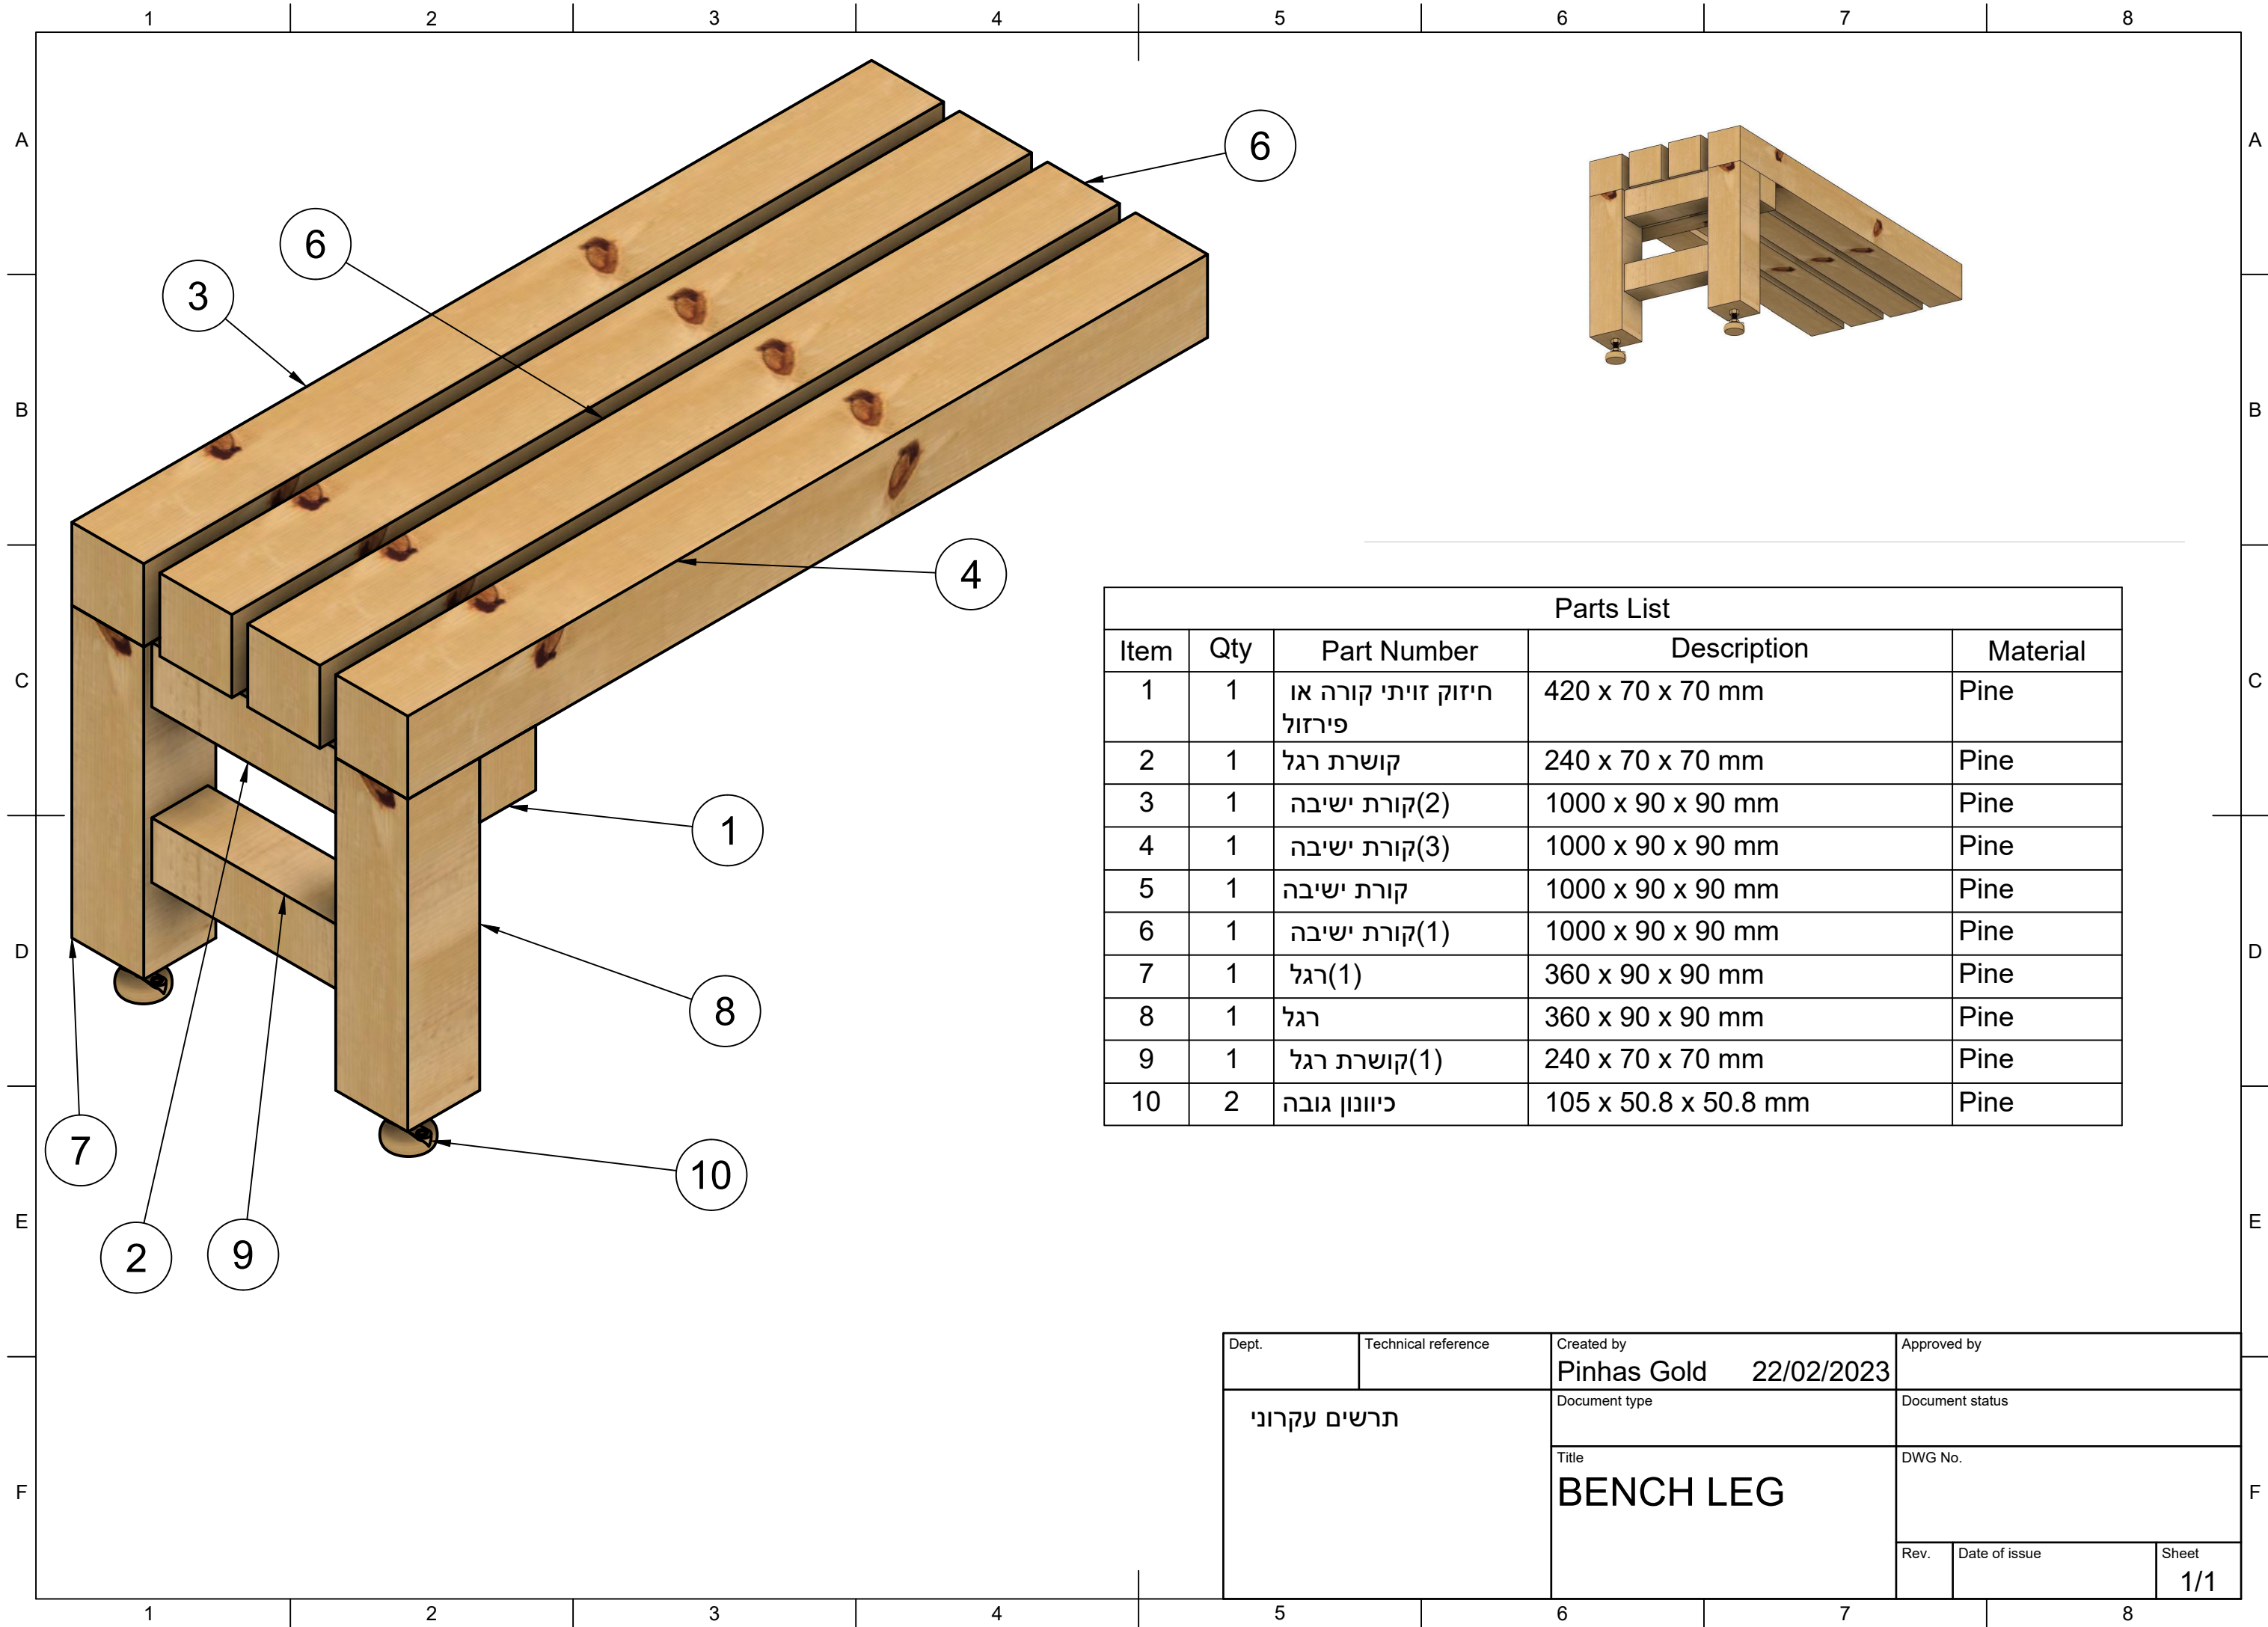 1 2 3 4 5 6 7 8
A A
B B
C C
D D
E E
F F
6
6
3
4
1
8
7
10
2
9
Parts List
Item Qty Part Number Description Material
1 1 חיזוק זויתי קורה או 420 x 70 x 70 mm Pine
פירזול
2 1 קושרת רגל 240 x 70 x 70 mm Pine
3 1 קורת ישיבה(2) 1000 x 90 x 90 mm Pine
4 1 קורת ישיבה(3) 1000 x 90 x 90 mm Pine
5 1 קורת ישיבה 1000 x 90 x 90 mm Pine
6 1 קורת ישיבה(1) 1000 x 90 x 90 mm Pine
7 1 רגל(1) 360 x 90 x 90 mm Pine
8 1 רגל 360 x 90 x 90 mm Pine
9 1 קושרת רגל(1) 240 x 70 x 70 mm Pine
10 2 כיוונון גובה 105 x 50.8 x 50.8 mm Pine
Dept. Technical reference Created by Approved by
Pinhas Gold 22/02/2023
Document type Document status
תרשים עקרוני
Title DWG No.
BENCH LEG
Rev. Date of issue Sheet
1/1
1 2 3 4 5 6 7 8